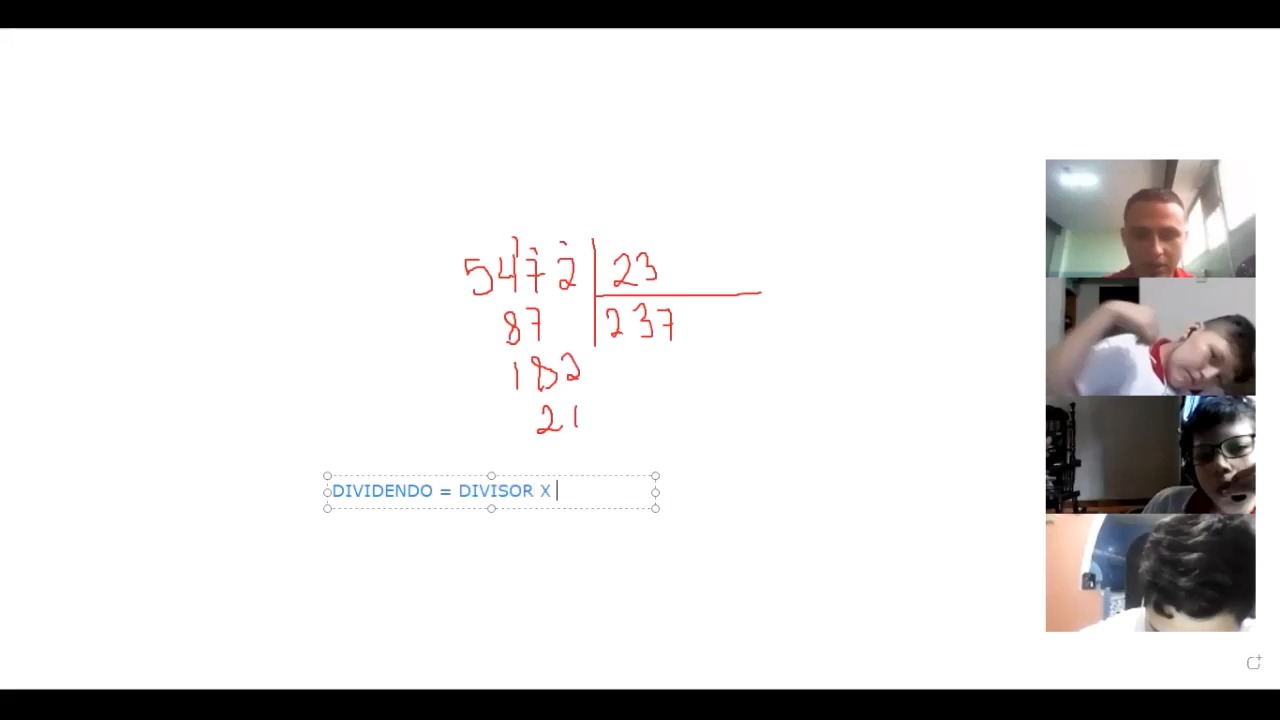 5472 23
87 237
182
21
DIVIDENDO = DIVISOR X